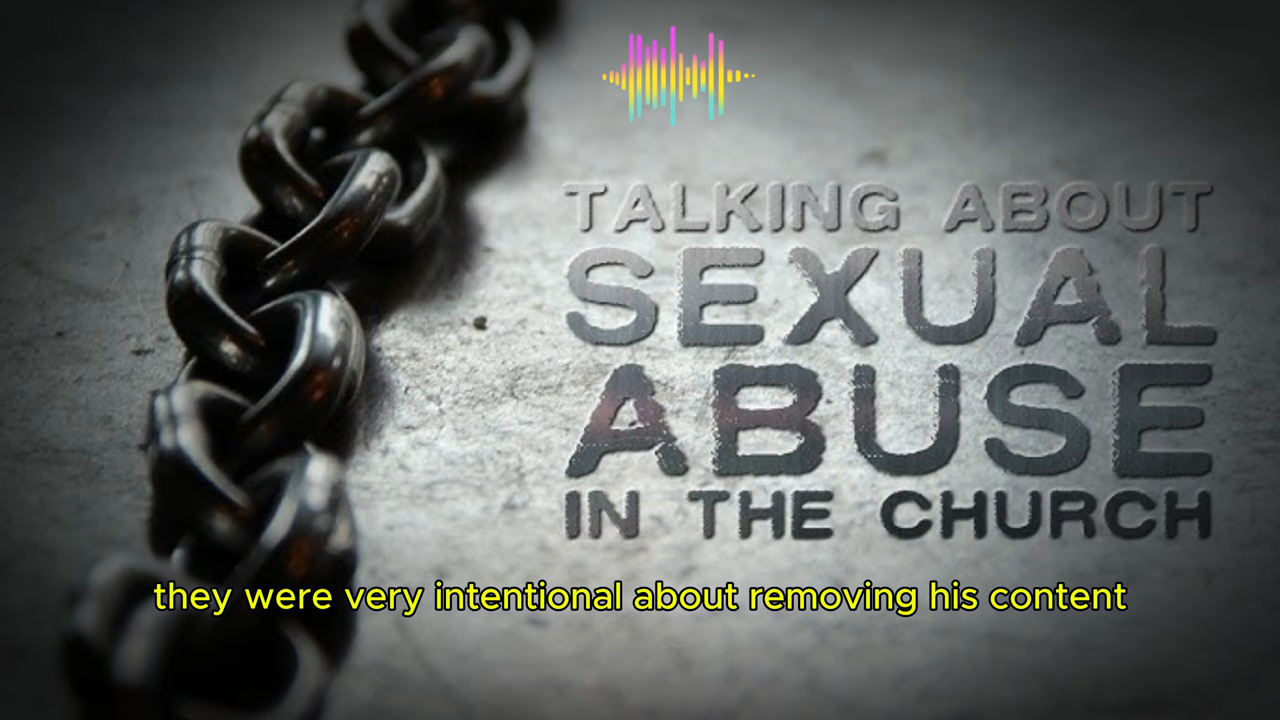 TALKING ABOUT
SEXUAL
ABUSE
IN THE CHURCH
they were very intentional about removing his content